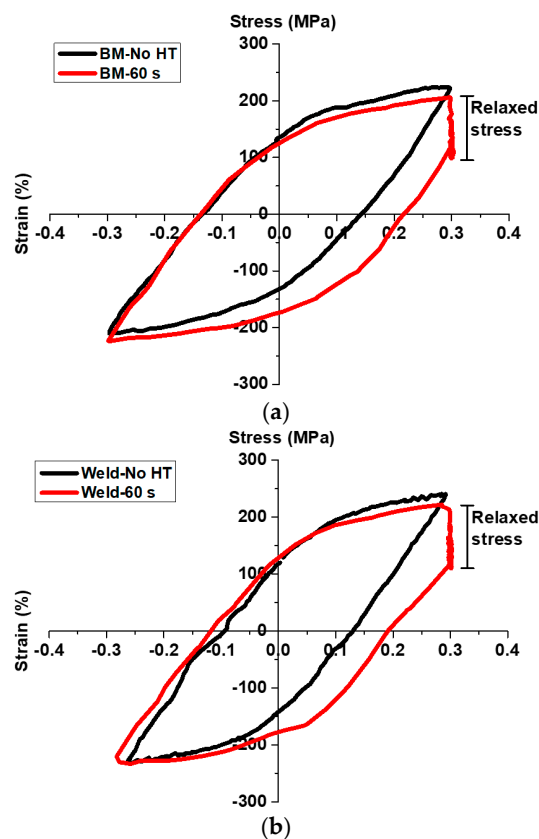 Stress (MPa)
BM-No HT
BM-60 s
300
200
100
0
-100
-200
-300
Relaxed
stress
Strain (%)
-0.4 -0.3 -0.2 -0.1 0.0 0.1 0.2 0.3 0.4
(a)
Stress (MPa)
Weld-No HT
Weld-60 s
300
200
100
0
-100
-200
-300
Relaxed
stress
Strain (%)
-0.4 -0.3 -0.2 -0.1 0.0 0.1 0.2 0.3 0.4
(b)